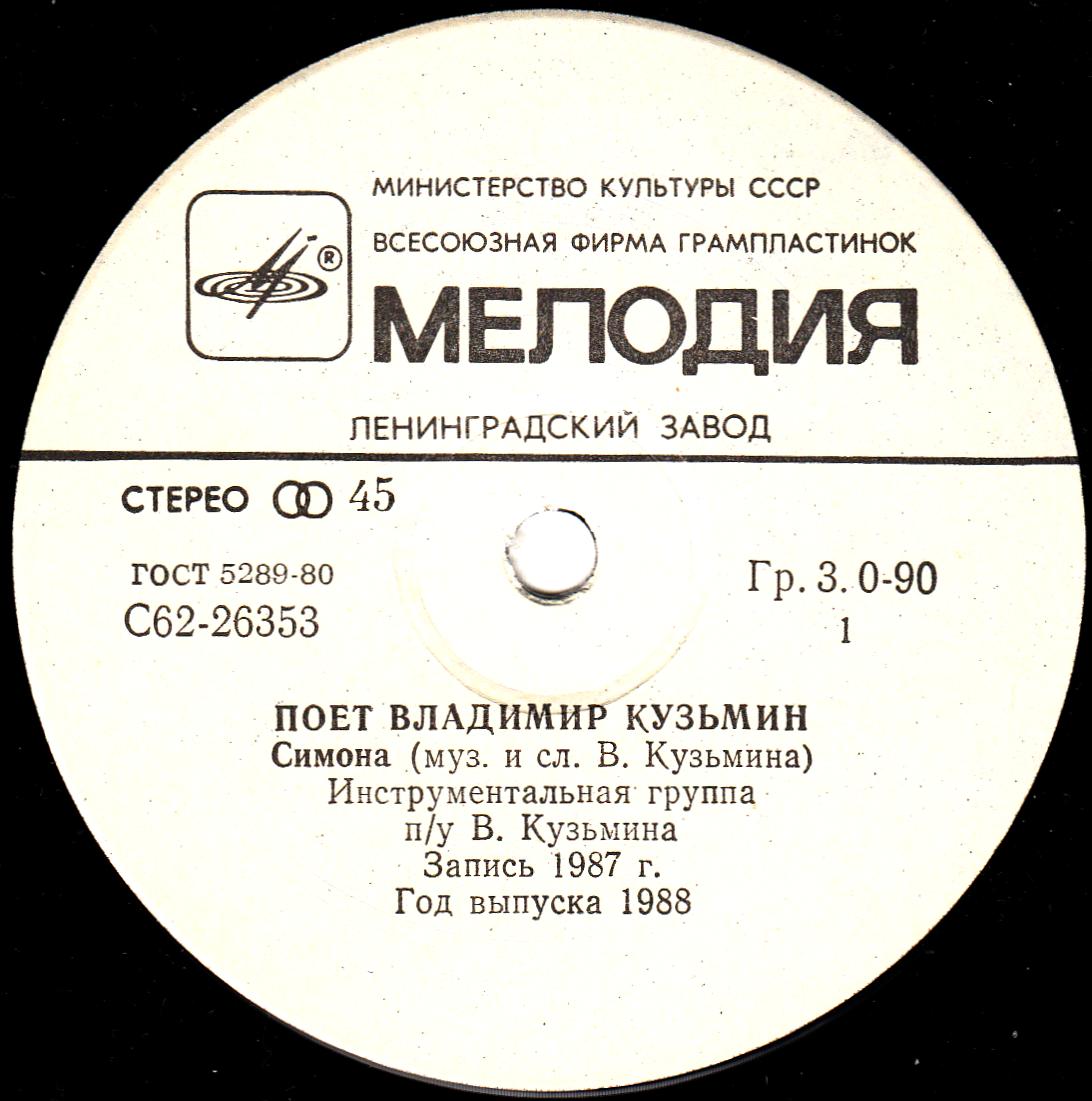 МИНИСТЕРСТВО КУЛЬТУРЫ СССР
ВСЕСОЮЗНАЯ ФИРМА ГРАМПЛАСТИНОК
®
МЕЛОДИЯ
ЛЕНИНГРАДСКИЙ ЗАВОД
СТЕРЕО 45
ГОСТ 5289-80
С62-26353
Гр. 3. 0-90
1
ПОЕТ ВЛАДИМИР КУЗЬМИН
Симона (муз. и сл. В. Кузьмина)
Инструментальная группа
п/у В. Кузьмина
Запись 1987 г.
Год выпуска 1988